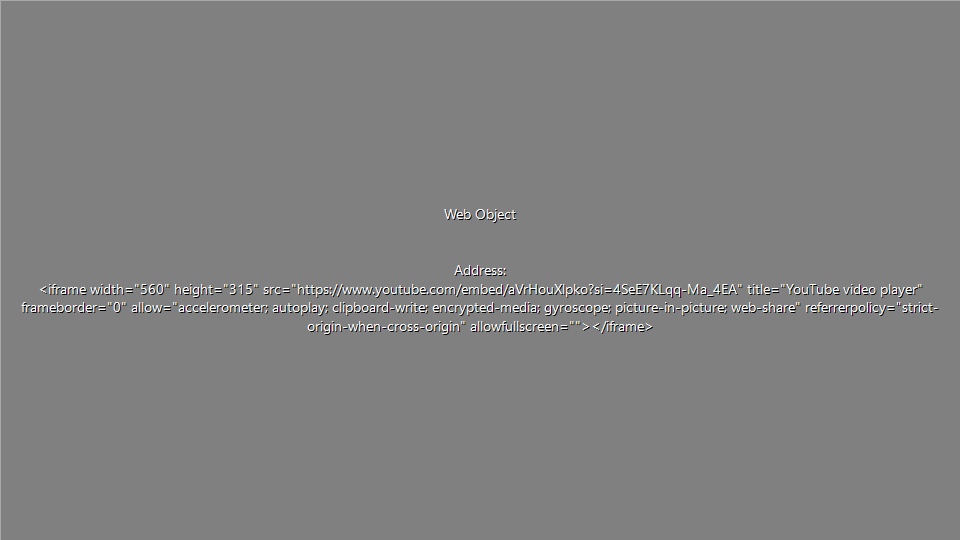 Web Object
Address:
<iframe width="560" height="315" src="https://www.youtube.com/embed/aVrHouXlpko?si=4SeE7KLqq-Ma_4EA" title="YouTube video player"
frameborder="0" allow="accelerometer; autoplay; clipboard-write; encrypted-media; gyroscope; picture-in-picture; web-share" referrerpolicy="strict-
origin-when-cross-origin" allowfullscreen=""></iframe>